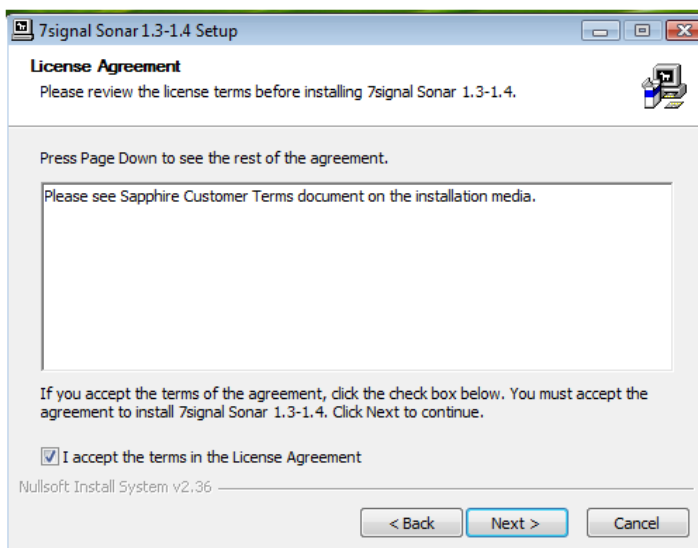 7signal Sonar 1.3-1.4 Setup
License Agreement
Please review the license terms before installing 7signal Sonar 1.3-1.4.
Press Page Down to see the rest of the agreement.
Please see Sapphire Customer Terms document on the installation media.
If you accept the terms of the agreement, click the check box below. You must accept the
agreement to install 7signal Sonar 1.3-1.4. Click Next to continue.
I accept the terms in the License Agreement
Nullsoft Install System v2.36
< Back Next > Cancel